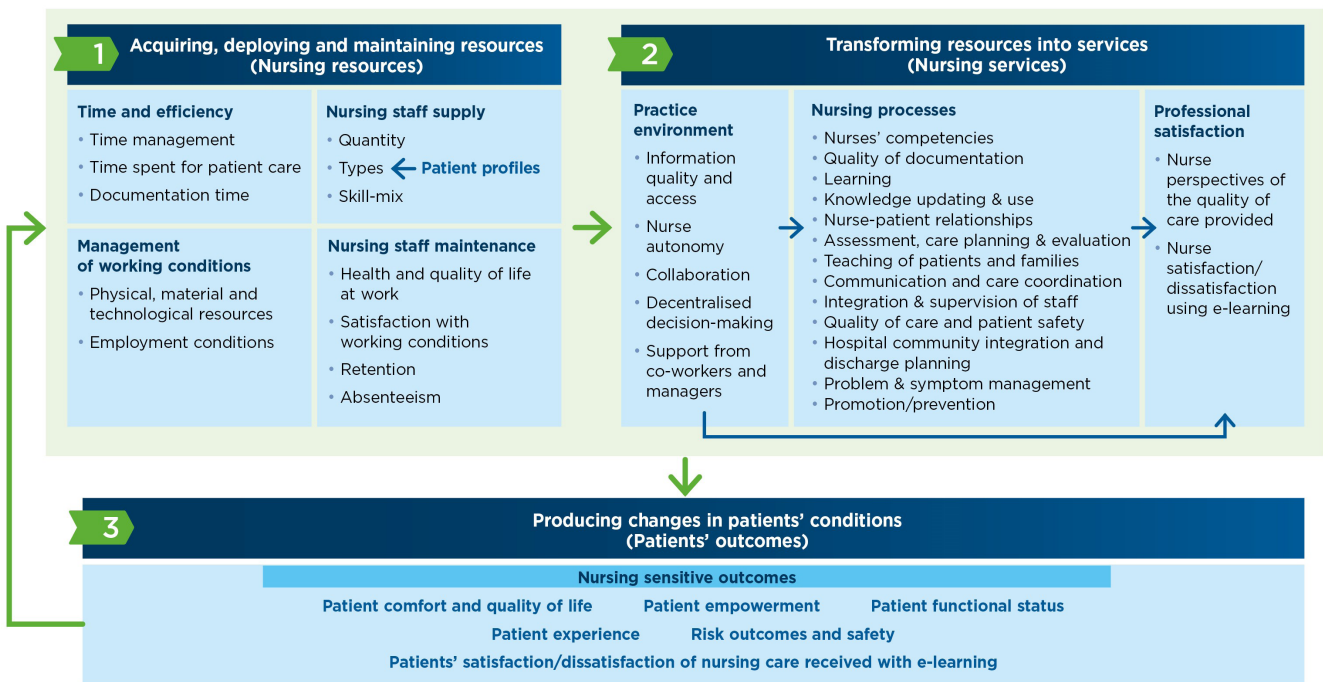 1
Acquiring, deploying and maintaining resources
(Nursing resources)
Time and efficiency
• Time management
• Time spent for patient care
• Documentation time
Nursing staff supply
• Quantity
• Types
Patient profiles
• Skill-mix
Management
of working conditions
• Physical, material and
technological resources
• Employment conditions
Nursing staff maintenance
• Health and quality of life
at work
• Satisfaction with
working conditions
• Retention
• Absenteeism
2
Transforming resources into services
(Nursing services)
Practice
environment
• Information
quality and
access
• Nurse
autonomy
• Collaboration
• Decentralised
decision-making
• Support from
co-workers and
managers
Nursing processes
• Nurses’ competencies
• Quality of documentation
• Learning
• Knowledge updating & use
• Nurse-patient relationships
• Assessment, care planning & evaluation
• Teaching of patients and families
• Communication and care coordination
• Integration & supervision of staff
• Quality of care and patient safety
• Hospital community integration and
discharge planning
• Problem & symptom management
• Promotion/prevention
Professional
satisfaction
• Nurse
perspectives of
the quality of
care provided
• Nurse
satisfaction/
dissatisfaction
using e-learning
3
Producing changes in patients’ conditions
(Patients’ outcomes)
Nursing sensitive outcomes
Patient comfort and quality of life Patient empowerment Patient functional status
Patient experience Risk outcomes and safety
Patients’ satisfaction/dissatisfaction of nursing care received with e-learning